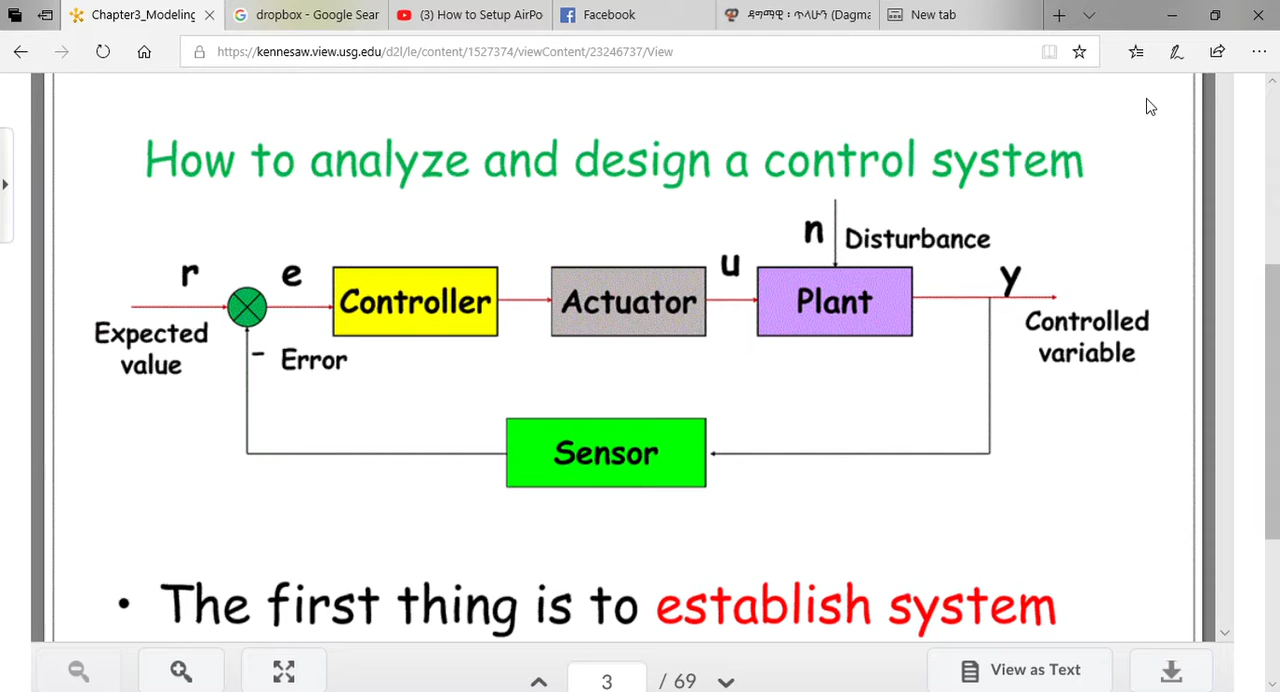 Chapter3_Modeling
dropbox - Google Sear
(3) How to Setup AirPo
Facebook
ዳግማዊ ፡ ጥላሁን (Dagma
New tab
https://kennesaw.view.usg.edu/d2l/le/content/1527374/viewContent/23246737/View
How to analyze and design a control system
n
Disturbance
r
e
u
y
Controller
Actuator
Plant
Expected
value
− Error
Controlled
variable
Sensor
• The first thing is to establish system
3 / 69
View as Text